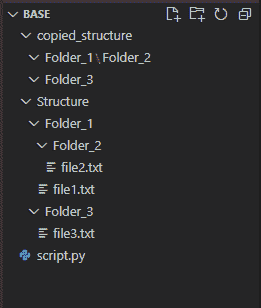 BASE
copied_structure
Folder_1\Folder_2
Folder_3
Structure
Folder_1
Folder_2
file2.txt
file1.txt
Folder_3
file3.txt
script.py